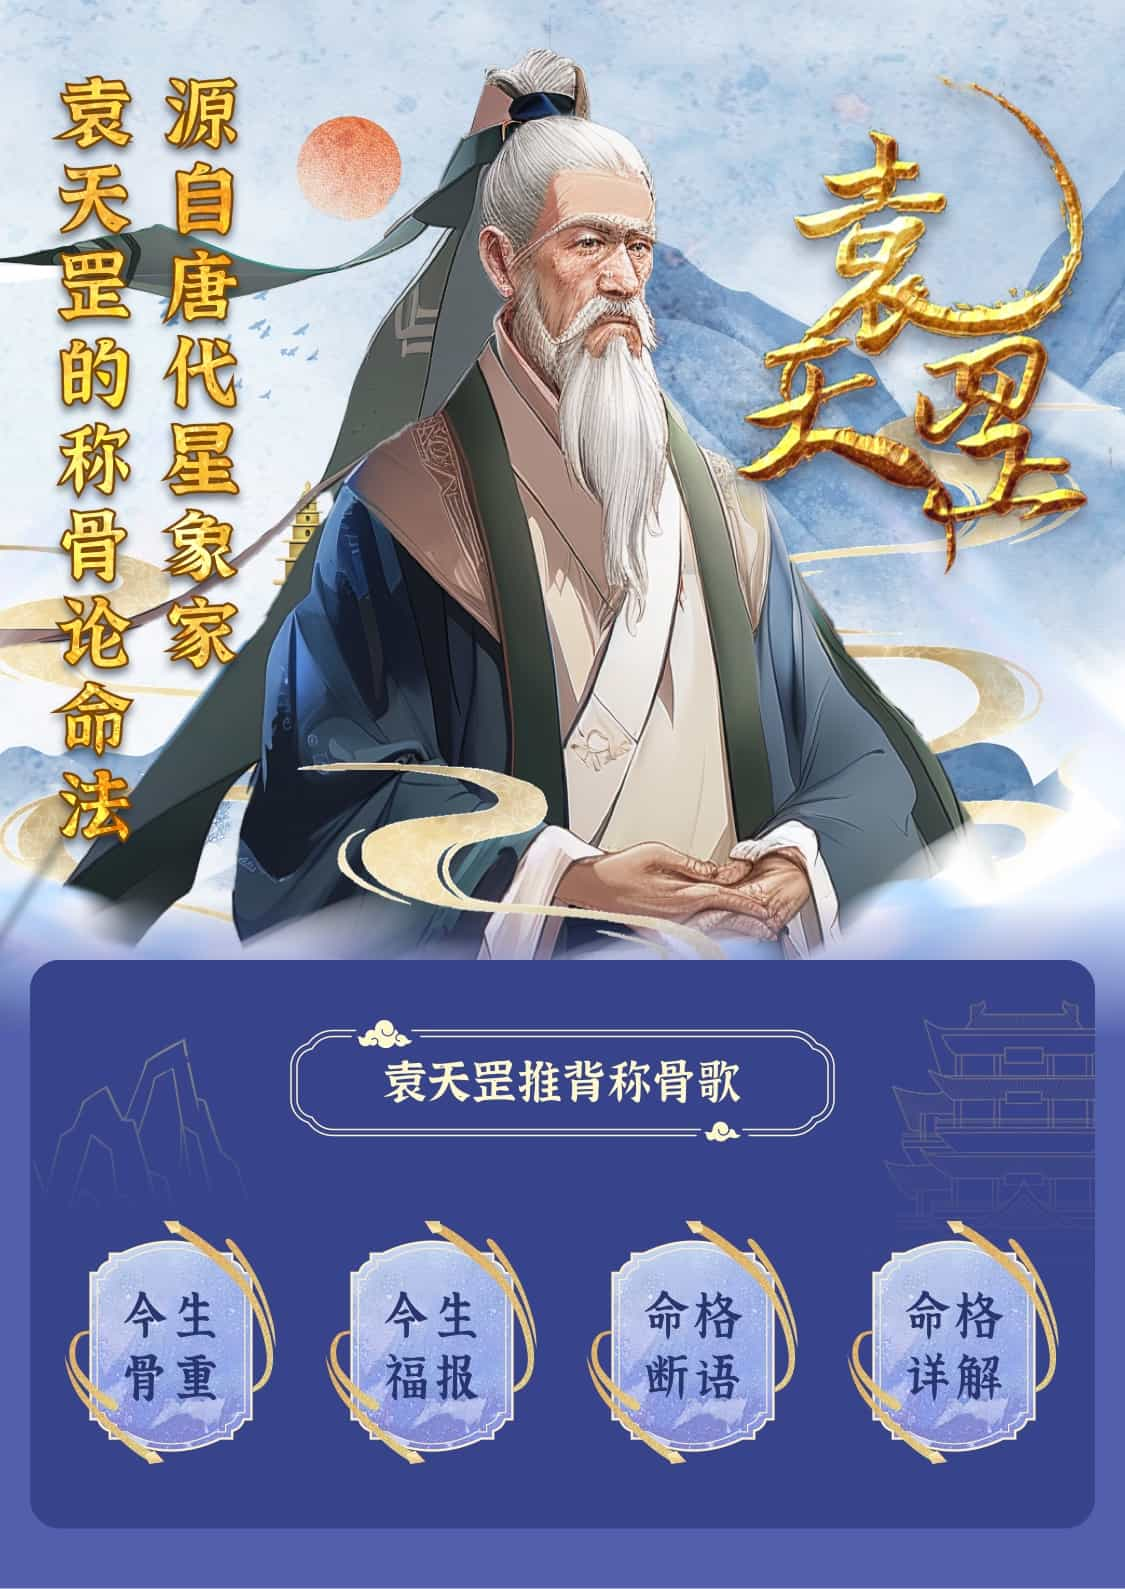 源自唐代星象家
袁天罡的称骨论命法
袁天罡
袁天罡推背称骨歌
今生
骨重
今生
福报
命格
断语
命格
详解